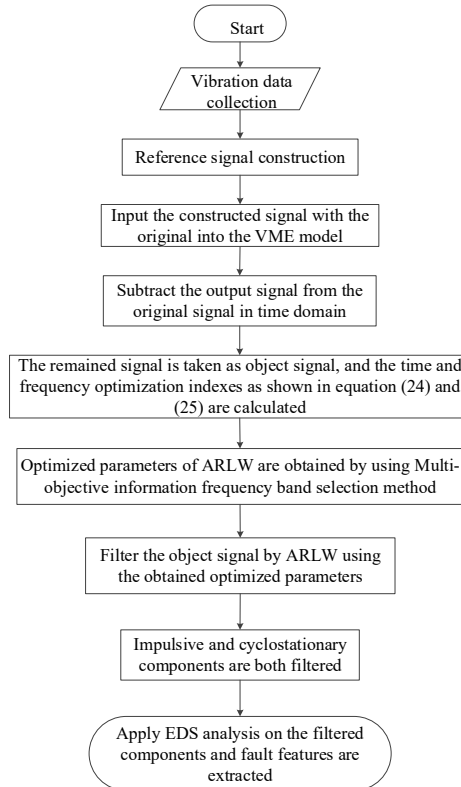 Start
Vibration data
collection
Reference signal construction
Input the constructed signal with the
original into the VME model
Subtract the output signal from the
original signal in time domain
The remained signal is taken as object signal, and the time and
frequency optimization indexes as shown in equation (24) and
(25) are calculated
Optimized parameters of ARLW are obtained by using Multi-
objective information frequency band selection method
Filter the object signal by ARLW using
the obtained optimized parameters
Impulsive and cyclostationary
components are both filtered
Apply EDS analysis on the filtered
components and fault features are
extracted